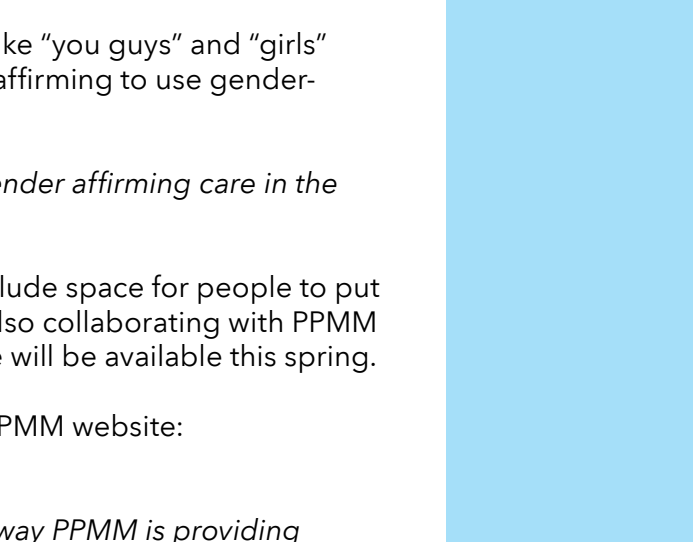 ke “you guys” and “girls”
affirming to use gender-
ender affirming care in the
lude space for people to put
lso collaborating with PPMM
e will be available this spring.
PMM website:
way PPMM is providing